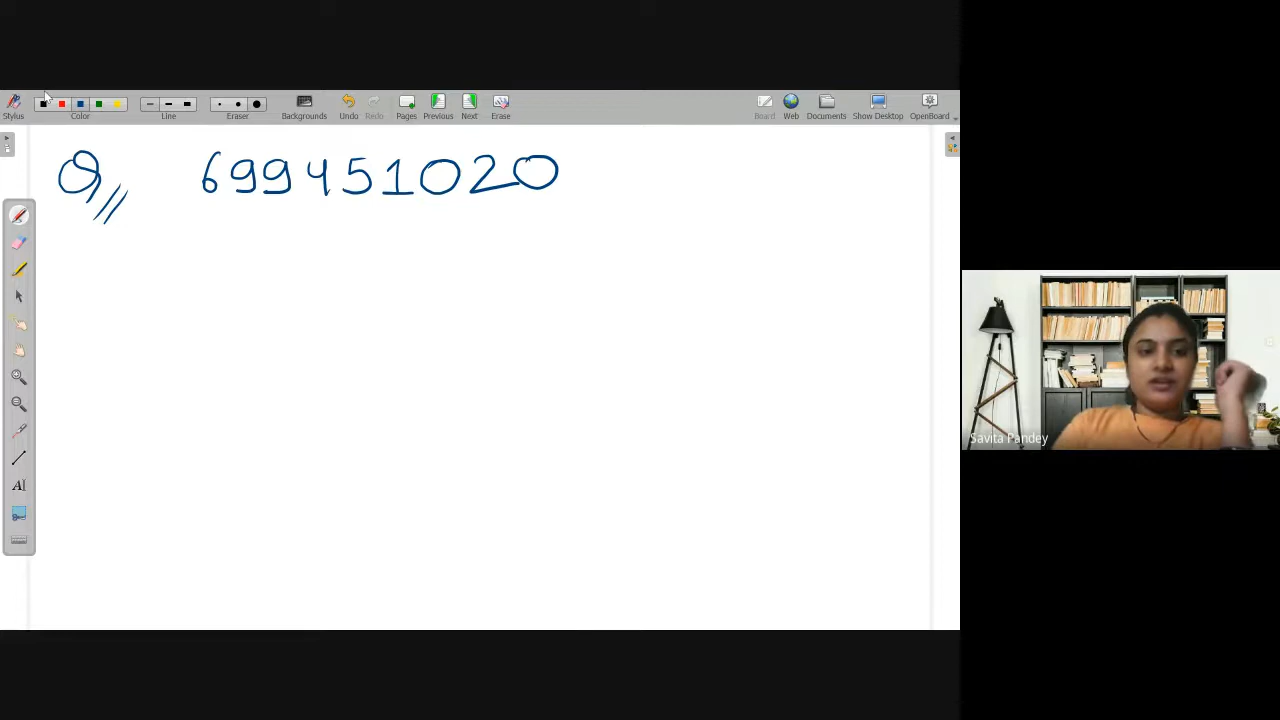 Stylus Color Line Eraser Backgrounds Undo Redo Pages Previous Next Erase Board Web Documents Show Desktop OpenBoard
Q 699451020
Savita Pandey